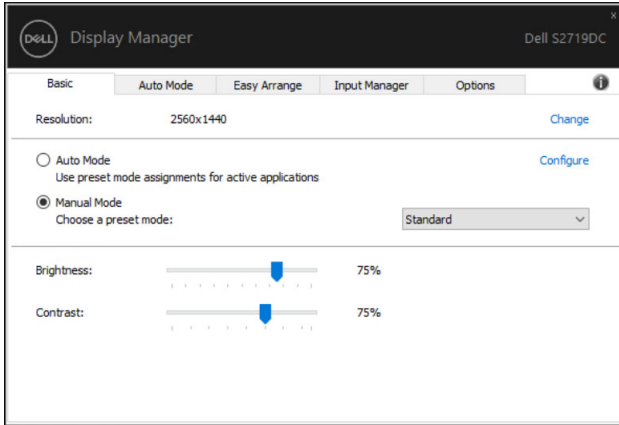 x
DELL Display Manager Dell S2719DC
Basic Auto Mode Easy Arrange Input Manager Options i
Resolution: 2560x1440 Change
Auto Mode Configure
Use preset mode assignments for active applications
Manual Mode
Choose a preset mode: Standard
Brightness: 75%
Contrast: 75%